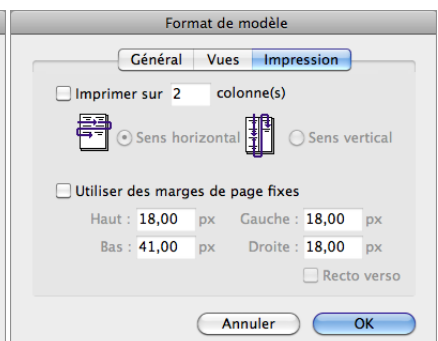 Format de modèle
Général Vues Impression
Imprimer sur 2 colonne(s)
Sens horizontal Sens vertical
Utiliser des marges de page fixes
Haut : 18,00 px Gauche : 18,00 px
Bas : 41,00 px Droite : 18,00 px
Recto verso
Annuler OK